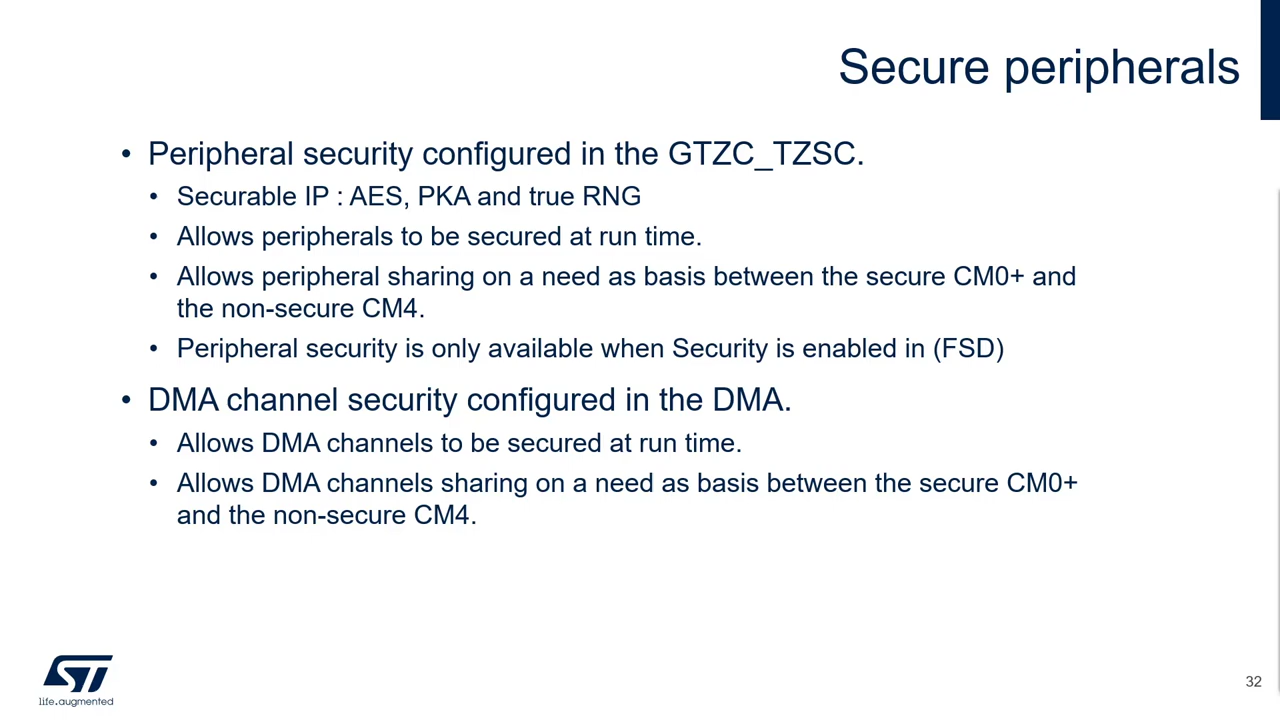 Secure peripherals
• Peripheral security configured in the GTZC_TZSC.
• Securable IP : AES, PKA and true RNG
• Allows peripherals to be secured at run time.
• Allows peripheral sharing on a need as basis between the secure CM0+ and
the non-secure CM4.
• Peripheral security is only available when Security is enabled in (FSD)
• DMA channel security configured in the DMA.
• Allows DMA channels to be secured at run time.
• Allows DMA channels sharing on a need as basis between the secure CM0+
and the non-secure CM4.
ST
life.augmented
32